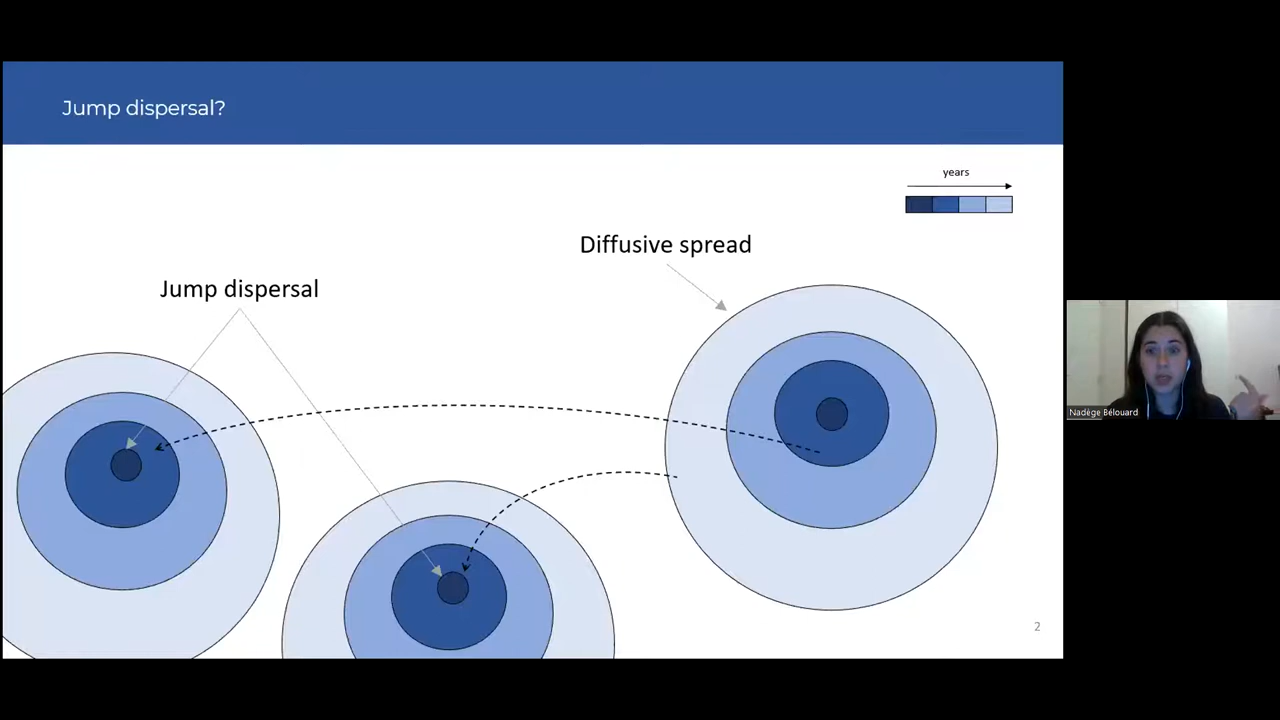 Jump dispersal?
years
Diffusive spread
Jump dispersal
Nadège Bélouard
2